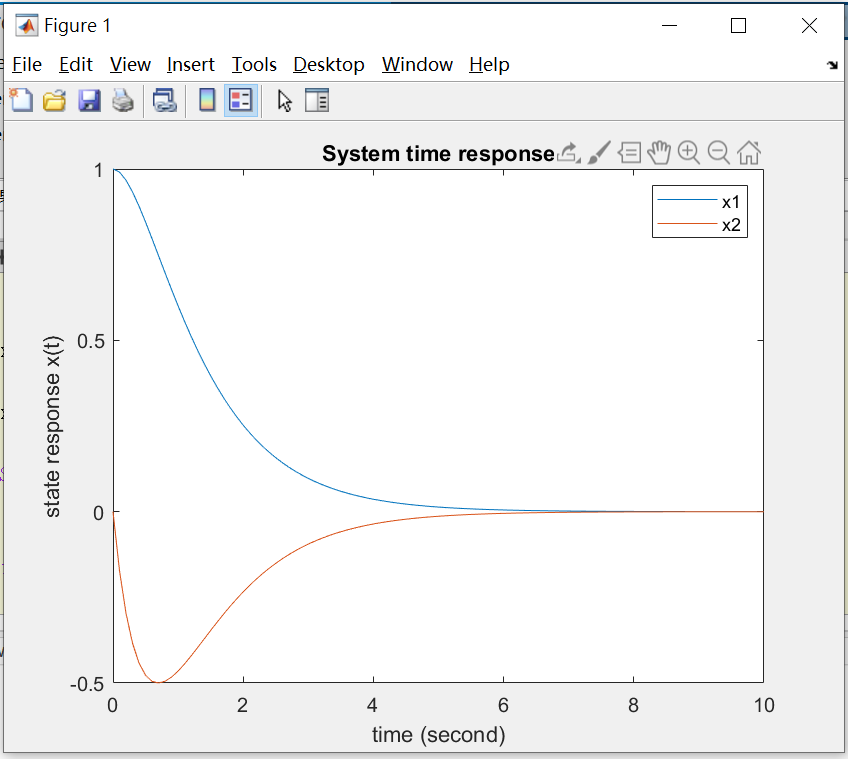 Figure 1
File Edit View Insert Tools Desktop Window Help
System time response
x1
x2
1
0.5
0
-0.5
state response x(t)
0 2 4 6 8 10
time (second)